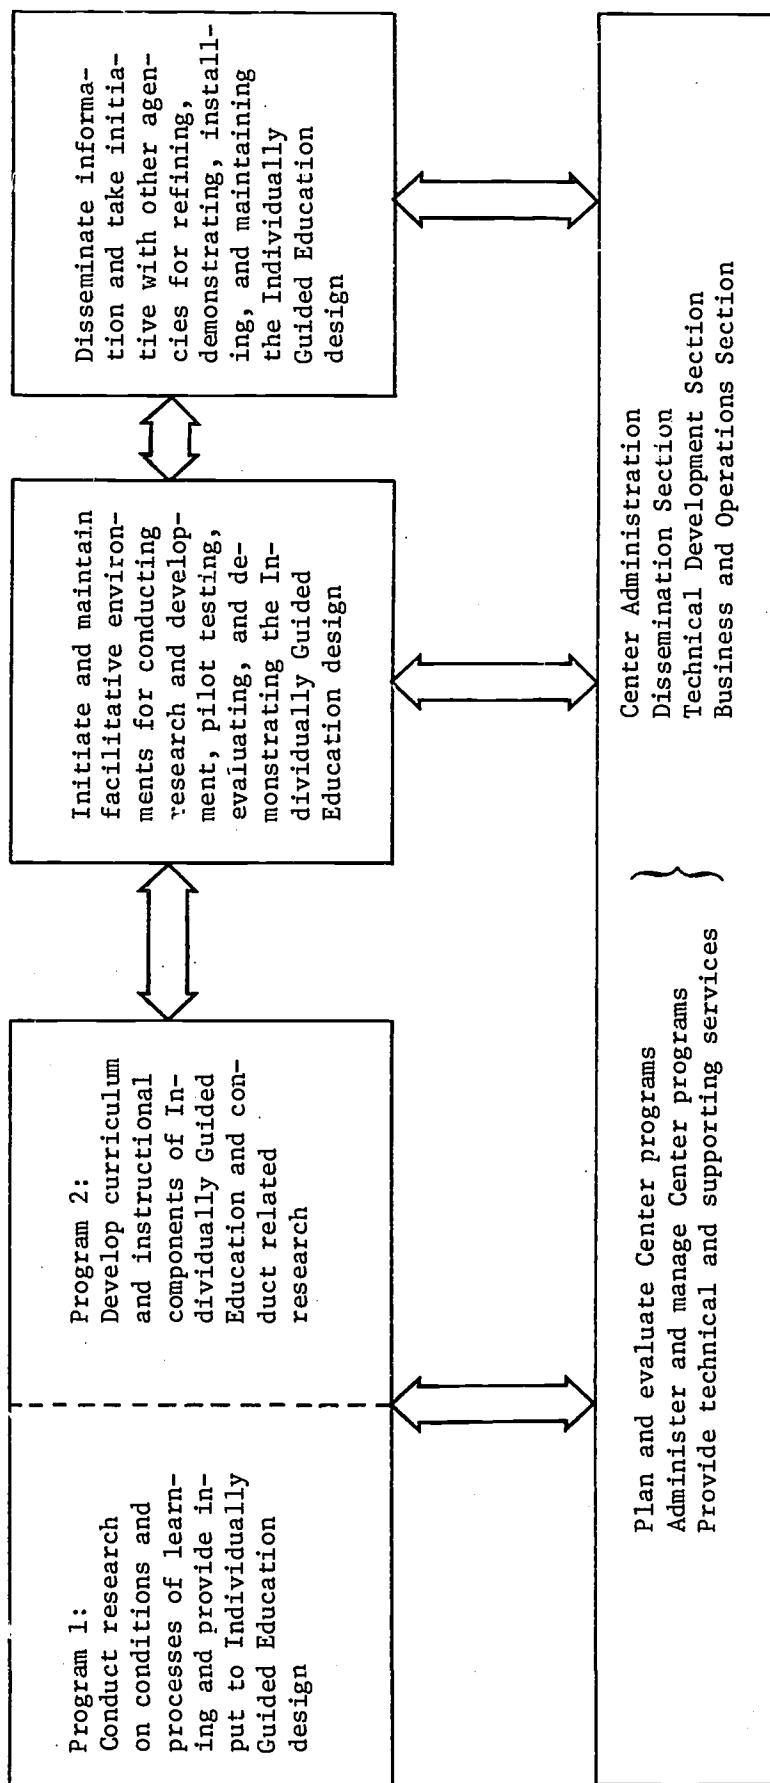 Program 1:
Conduct research
on conditions and
processes of learn-
ing and provide in-
put to Individually
Guided Education
design
Program 2:
Develop curriculum
and instructional
components of In-
dividually Guided
Education and con-
duct related
research
Initiate and maintain
facilitative environ-
ments for conducting
research and develop-
ment, pilot testing,
evaluating, and de-
monstrating the In-
dividually Guided
Education design
Disseminate informa-
tion and take initia-
tive with other agen-
cies for refining,
demonstrating, install-
ing, and maintaining
the Individually
Guided Education
design
Plan and evaluate Center programs
Administer and manage Center programs
Provide technical and supporting services
Center Administration
Dissemination Section
Technical Development Section
Business and Operations Section